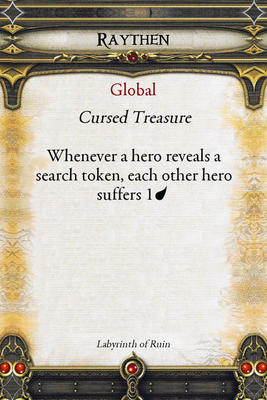 RAYTHEN
Global
Cursed Treasure
Whenever a hero reveals a
search token, each other hero
suffers 1
Labyrinth of Ruin